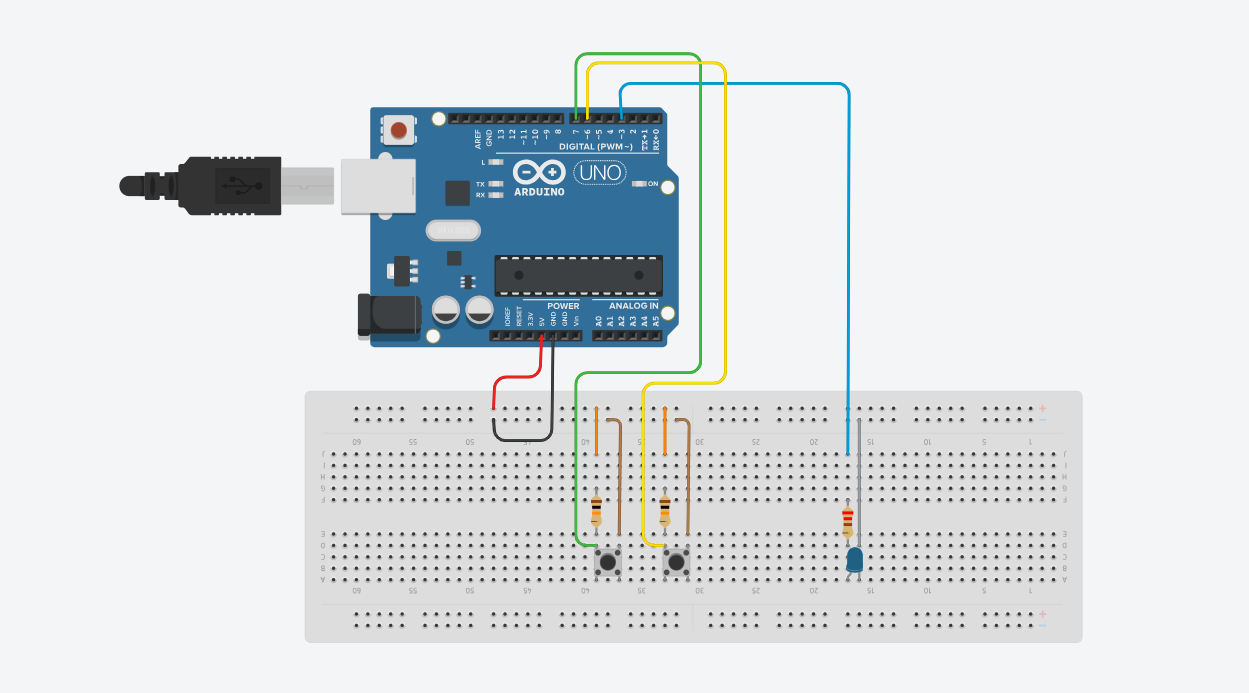 AREF
GND
13
12
~11
~10
~9
8
7
~6
~5
4
~3
2
TX→1
RX←0
DIGITAL (PWM~)
L
TX
RX
ARDUINO
UNO
ON
POWER
ANALOG IN
IOREF
RESET
3.3V
5V
GND
GND
Vin
A0
A1
A2
A3
A4
A5
+
-
60
55
50
45
40
35
30
25
20
15
10
5
1
J
I
H
G
F
J
I
H
G
F
E
D
C
B
A
E
D
C
B
A
60
55
50
45
40
35
30
25
20
15
10
5
1
+
-